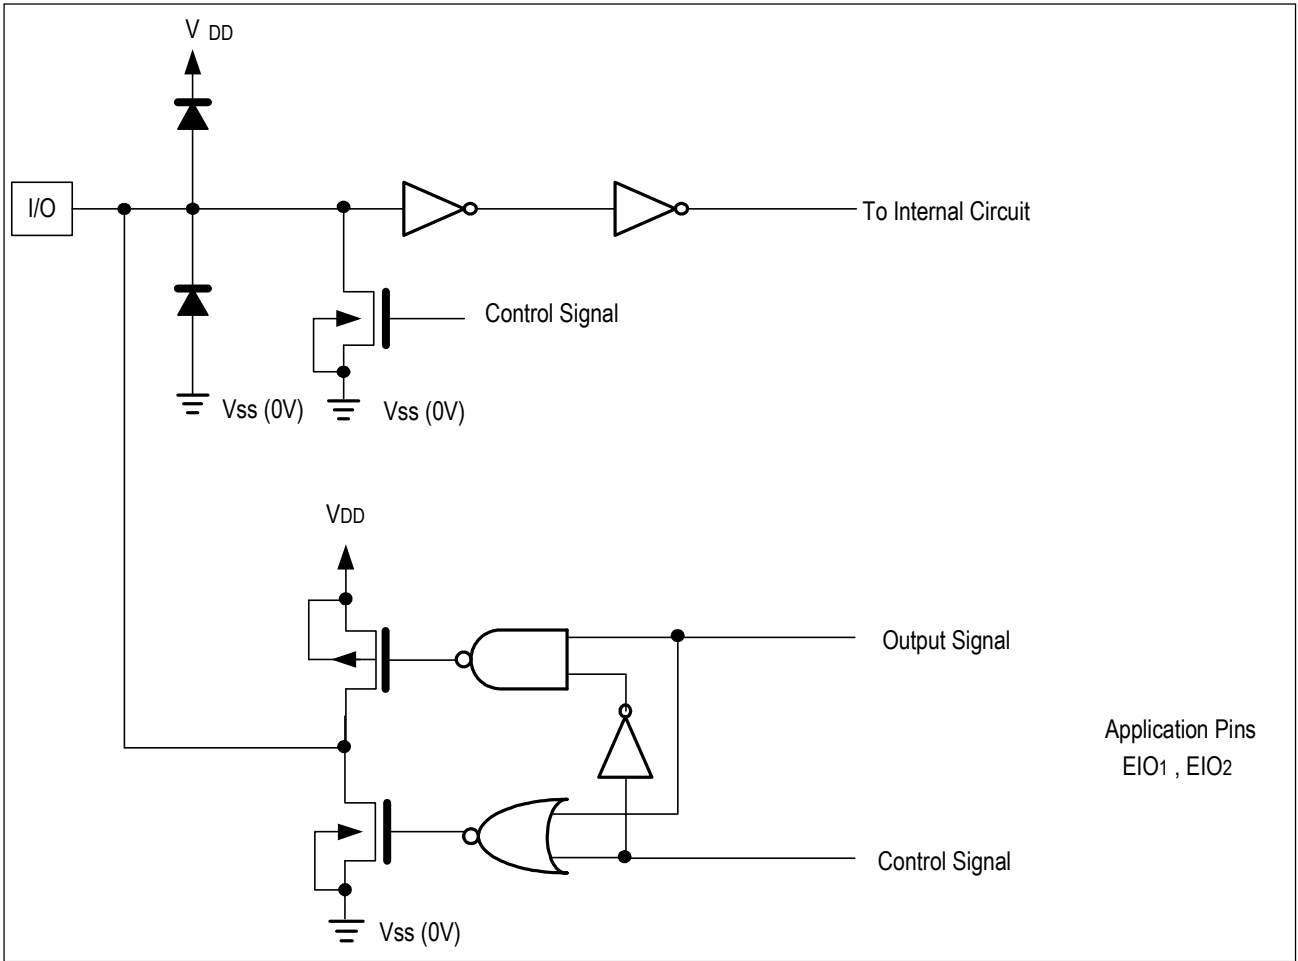 V DD
I/O
To Internal Circuit
Control Signal
Vss (0V)
Vss (0V)
VDD
Output Signal
Application Pins
EIO1 , EIO2
Control Signal
Vss (0V)